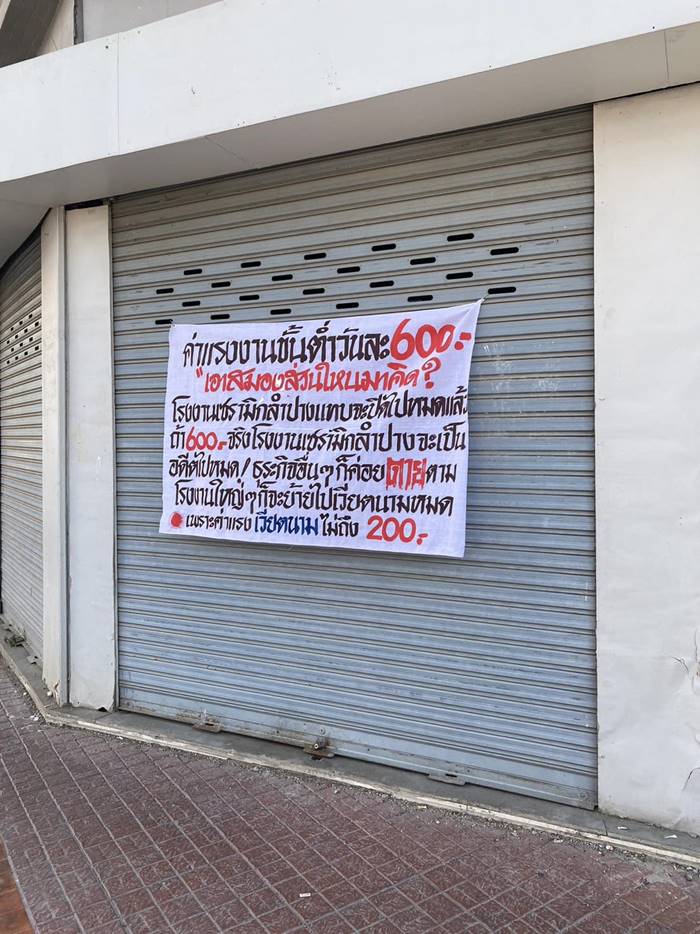 ค่าแรงงานขั้นต่ำวันละ 600.-
"เอาสมองส่วนไหนมาคิด?
โรงงานเซรามิกลำปางแทบจะปิดไปหมดแล้ว
ถ้า 600.- จริงโรงงานเซรามิกลำปางจะเป็น
อดีตไปหมด/ ธุระกิจอื่นๆ ก็ค่อยตายตาม
โรงงานใหญ่ๆ ก็จะย้ายไปเวียตนามหมด
เพราะค่าแรง เวียตนาม ไม่ถึง 200.-